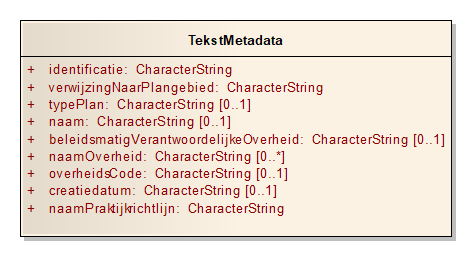 TekstMetadata
+ identificatie: CharacterString
+ verwijzingNaarPlangebied: CharacterString
+ typePlan: CharacterString [0..1]
+ naam: CharacterString [0..1]
+ beleidsmatigVerantwoordelijkeOverheid: CharacterString [0..1]
+ naamOverheid: CharacterString [0..*]
+ overheidsCode: CharacterString [0..1]
+ creatiedatum: CharacterString [0..1]
+ naamPraktijkrichtlijn: CharacterString